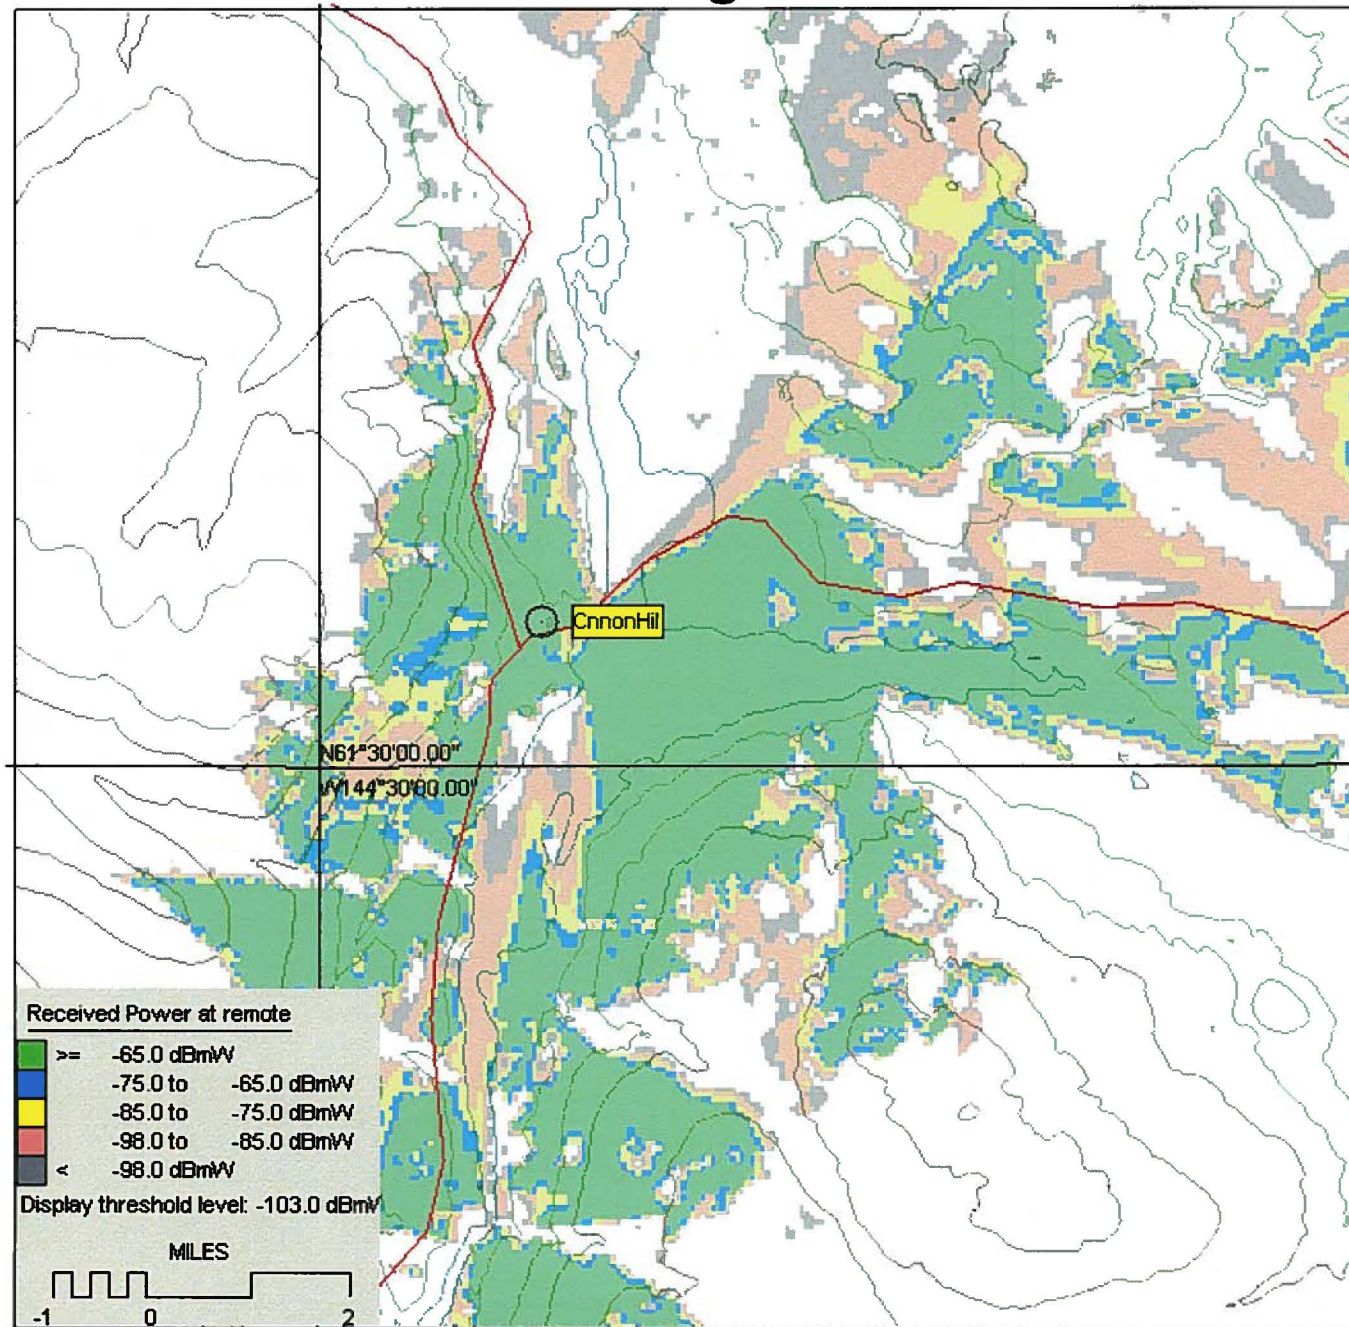 CnnonHil
N61°30'00.00"
W144°30'00.00"
Received Power at remote
>= -65.0 dBmW
-75.0 to -65.0 dBmW
-85.0 to -75.0 dBmW
-98.0 to -85.0 dBmW
< -98.0 dBmW
Display threshold level: -103.0 dBmW
MILES
-1 0 2